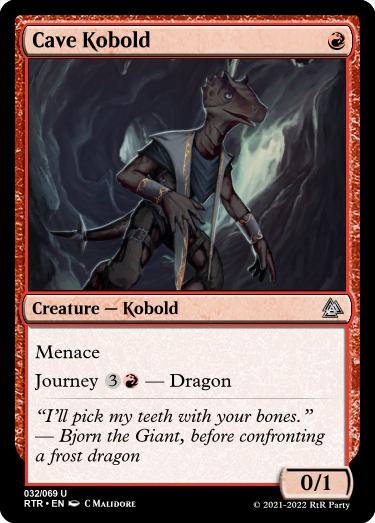 Cave Kobold
Creature — Kobold
Menace
Journey 3 — Dragon
“I’ll pick my teeth with your bones.”
— Bjorn the Giant, before confronting
a frost dragon
0/1
032/069 U
RTR • EN C Malidore
© 2021-2022 RtR Party